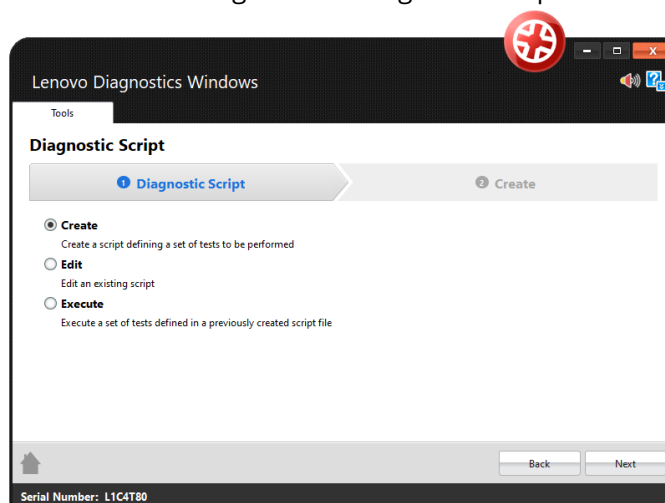 Lenovo Diagnostics Windows
Tools
Diagnostic Script
1 Diagnostic Script
2 Create
Create
Create a script defining a set of tests to be performed
Edit
Edit an existing script
Execute
Execute a set of tests defined in a previously created script file
Back
Next
Serial Number: L1C4T80